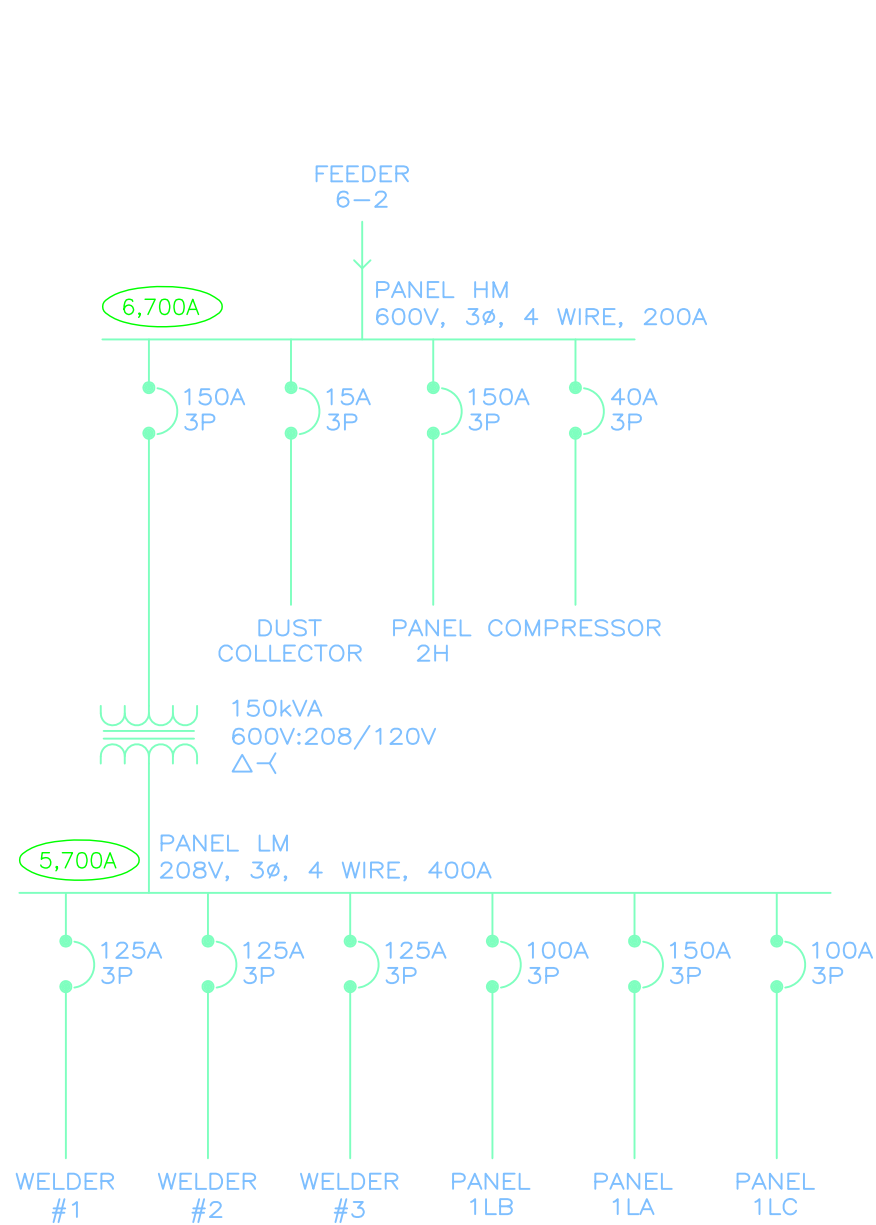 FEEDER
6-2
6,700A
PANEL HM
600V, 3ø, 4 WIRE, 200A
150A
3P
15A
3P
150A
3P
40A
3P
DUST
COLLECTOR
PANEL
2H
COMPRESSOR
150kVA
600V:208/120V
5,700A
PANEL LM
208V, 3ø, 4 WIRE, 400A
125A
3P
125A
3P
125A
3P
100A
3P
150A
3P
100A
3P
WELDER
#1
WELDER
#2
WELDER
#3
PANEL
1LB
PANEL
1LA
PANEL
1LC